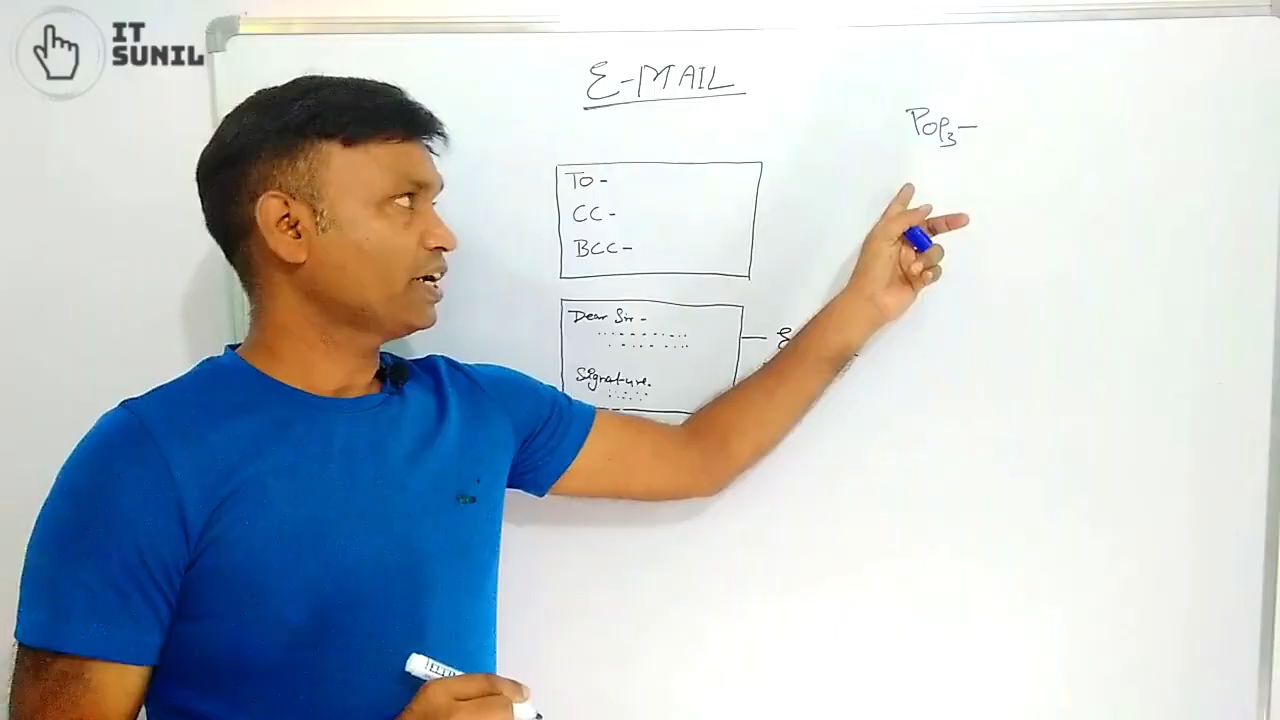 IT
SUNIL
E-MAIL
POP3-
TO-
CC-
BCC-
Dear Sir-
Signature.